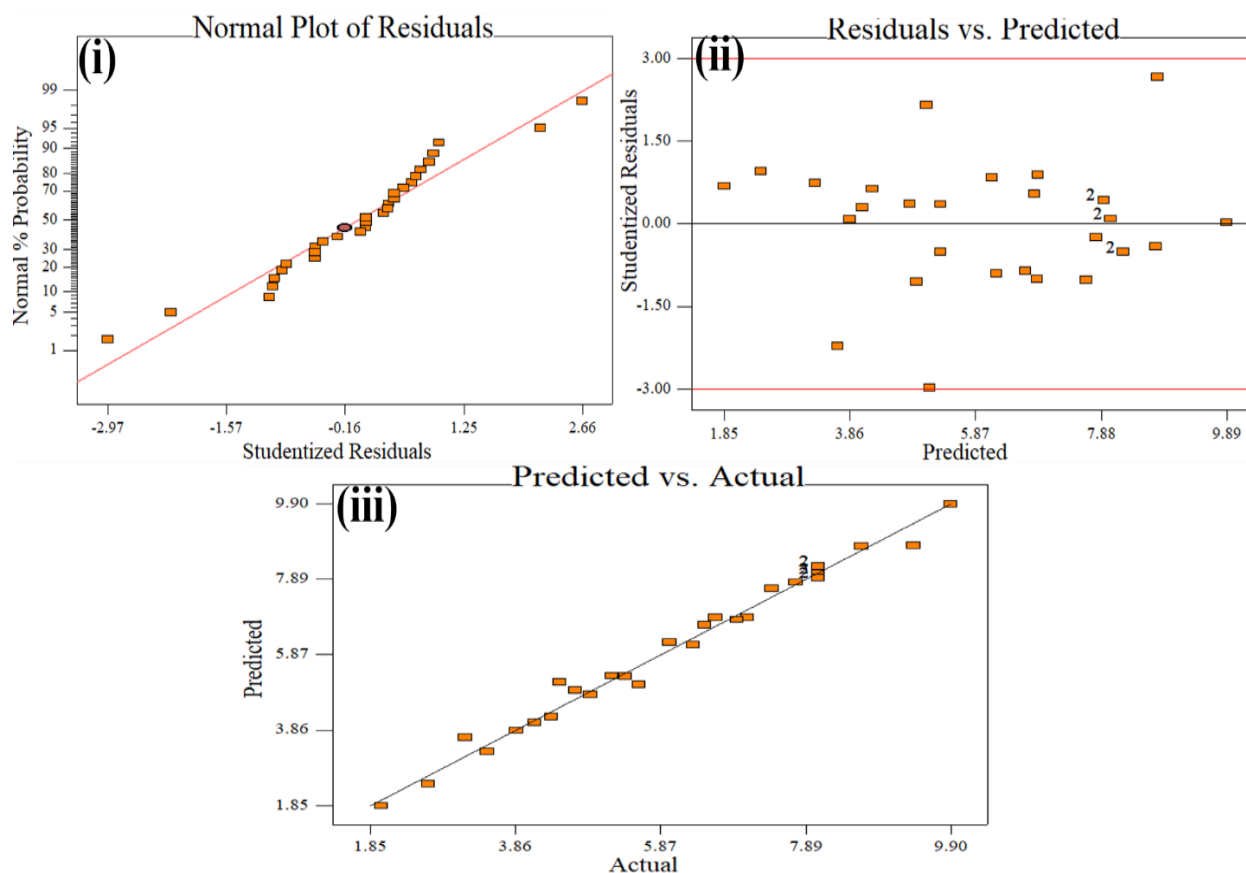 Normal Plot of Residuals
(i)
Normal % Probability
99
95
90
80
70
50
30
20
10
5
1
-2.97 -1.57 -0.16 1.25 2.66
Studentized Residuals
Residuals vs. Predicted
(ii)
Studentized Residuals
3.00
1.50
0.00
-1.50
-3.00
2
2
2
1.85 3.86 5.87 7.88 9.89
Predicted
Predicted vs. Actual
(iii)
Predicted
9.90
7.89
5.87
3.86
1.85
2
2
1.85 3.86 5.87 7.89 9.90
Actual